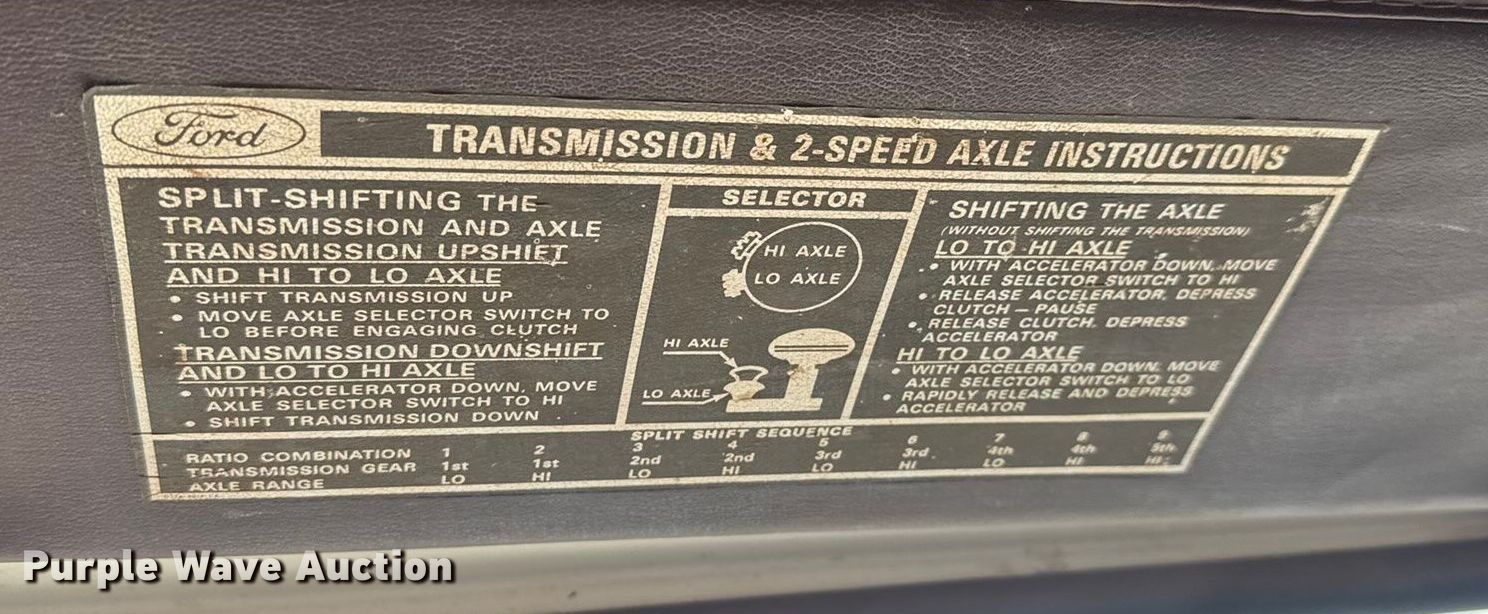 Ford
TRANSMISSION & 2-SPEED AXLE INSTRUCTIONS
SPLIT-SHIFTING THE
TRANSMISSION AND AXLE
TRANSMISSION UPSHIFT
AND HI TO LO AXLE
• SHIFT TRANSMISSION UP
• MOVE AXLE SELECTOR SWITCH TO
LO BEFORE ENGAGING CLUTCH
TRANSMISSION DOWNSHIFT
AND LO TO HI AXLE
• WITH ACCELERATOR DOWN, MOVE
AXLE SELECTOR SWITCH TO HI
• SHIFT TRANSMISSION DOWN
SELECTOR
HI AXLE
LO AXLE
HI AXLE
LO AXLE
SHIFTING THE AXLE
(WITHOUT SHIFTING THE TRANSMISSION)
LO TO HI AXLE
• WITH ACCELERATOR DOWN, MOVE
AXLE SELECTOR SWITCH TO HI
• RELEASE ACCELERATOR, DEPRESS
CLUTCH – PAUSE
• RELEASE CLUTCH, DEPRESS
ACCELERATOR
HI TO LO AXLE
• WITH ACCELERATOR DOWN, MOVE
AXLE SELECTOR SWITCH TO LO
• RAPIDLY RELEASE AND DEPRESS
ACCELERATOR
SPLIT SHIFT SEQUENCE
RATIO COMBINATION 1 2 3 4 5 6 7 8 9
TRANSMISSION GEAR 1st 1st 2nd 2nd 3rd 3rd 4th 4th 5th
AXLE RANGE LO HI LO HI LO HI LO HI HI
Purple Wave Auction